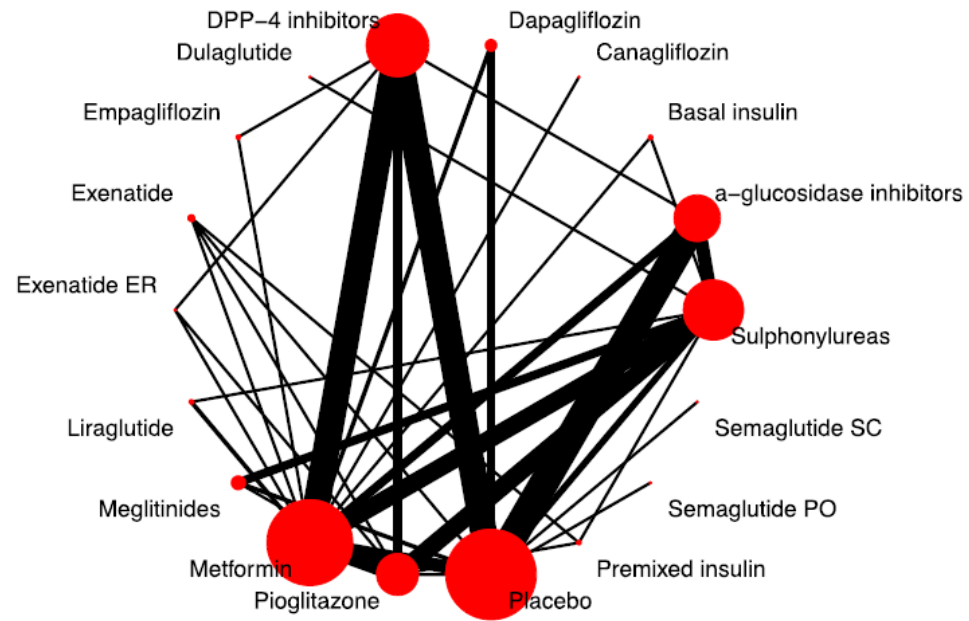 DPP−4 inhibitors
Dapagliflozin
Dulaglutide
Canagliflozin
Empagliflozin
Basal insulin
Exenatide
a−glucosidase inhibitors
Exenatide ER
Sulphonylureas
Liraglutide
Semaglutide SC
Meglitinides
Semaglutide PO
Metformin
Premixed insulin
Pioglitazone
Placebo